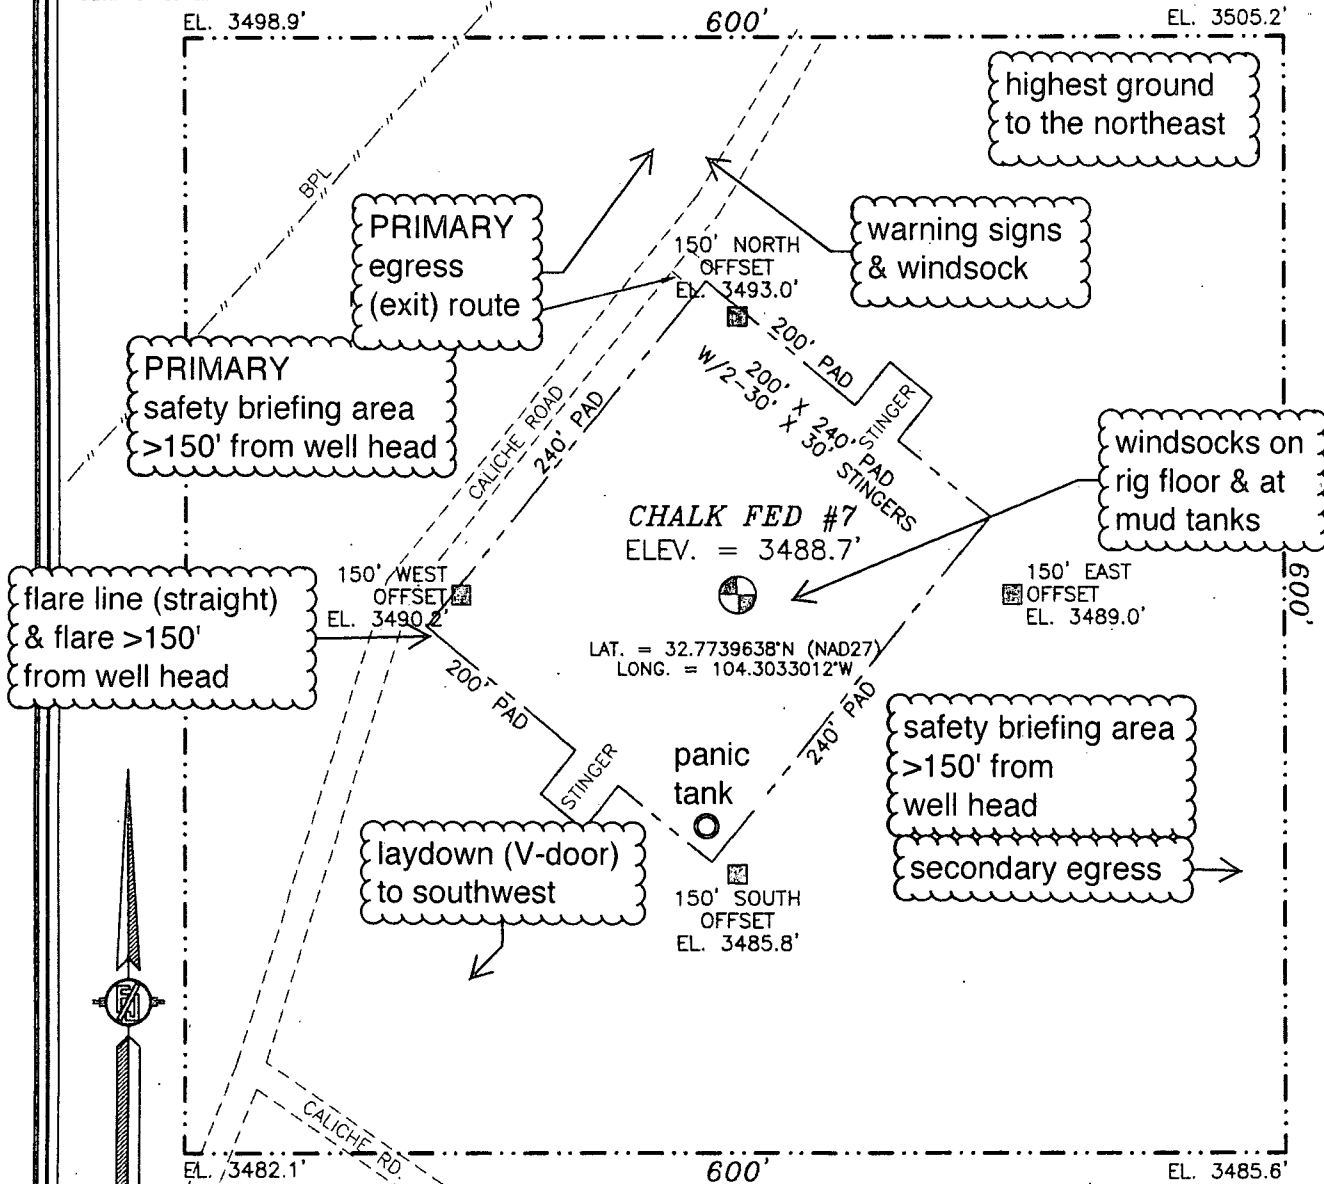 EL. 3498.9'
600'
EL. 3505.2'
highest ground
to the northeast
BPL
PRIMARY
egress
(exit) route
150' NORTH
OFFSET
EL. 3493.0'
warning signs
& windsock
PRIMARY
safety briefing area
>150' from well head
200' PAD
200' X 240' PAD
W/2-30' X 30' STINGERS
STINGER
CALICHE ROAD
240' PAD
windsocks on
rig floor & at
mud tanks
CHALK FED #7
ELEV. = 3488.7'
flare line (straight)
& flare >150'
from well head
150' WEST
OFFSET
EL. 3490.2'
150' EAST
OFFSET
EL. 3489.0'
600'
LAT. = 32.7739638°N (NAD27)
LONG. = 104.3033012°W
200' PAD
240' PAD
safety briefing area
>150' from
well head
panic
tank
STINGER
secondary egress
laydown (V-door)
to southwest
150' SOUTH
OFFSET
EL. 3485.8'
CALICHE RD.
EL. 3482.1'
600'
EL. 3485.6'